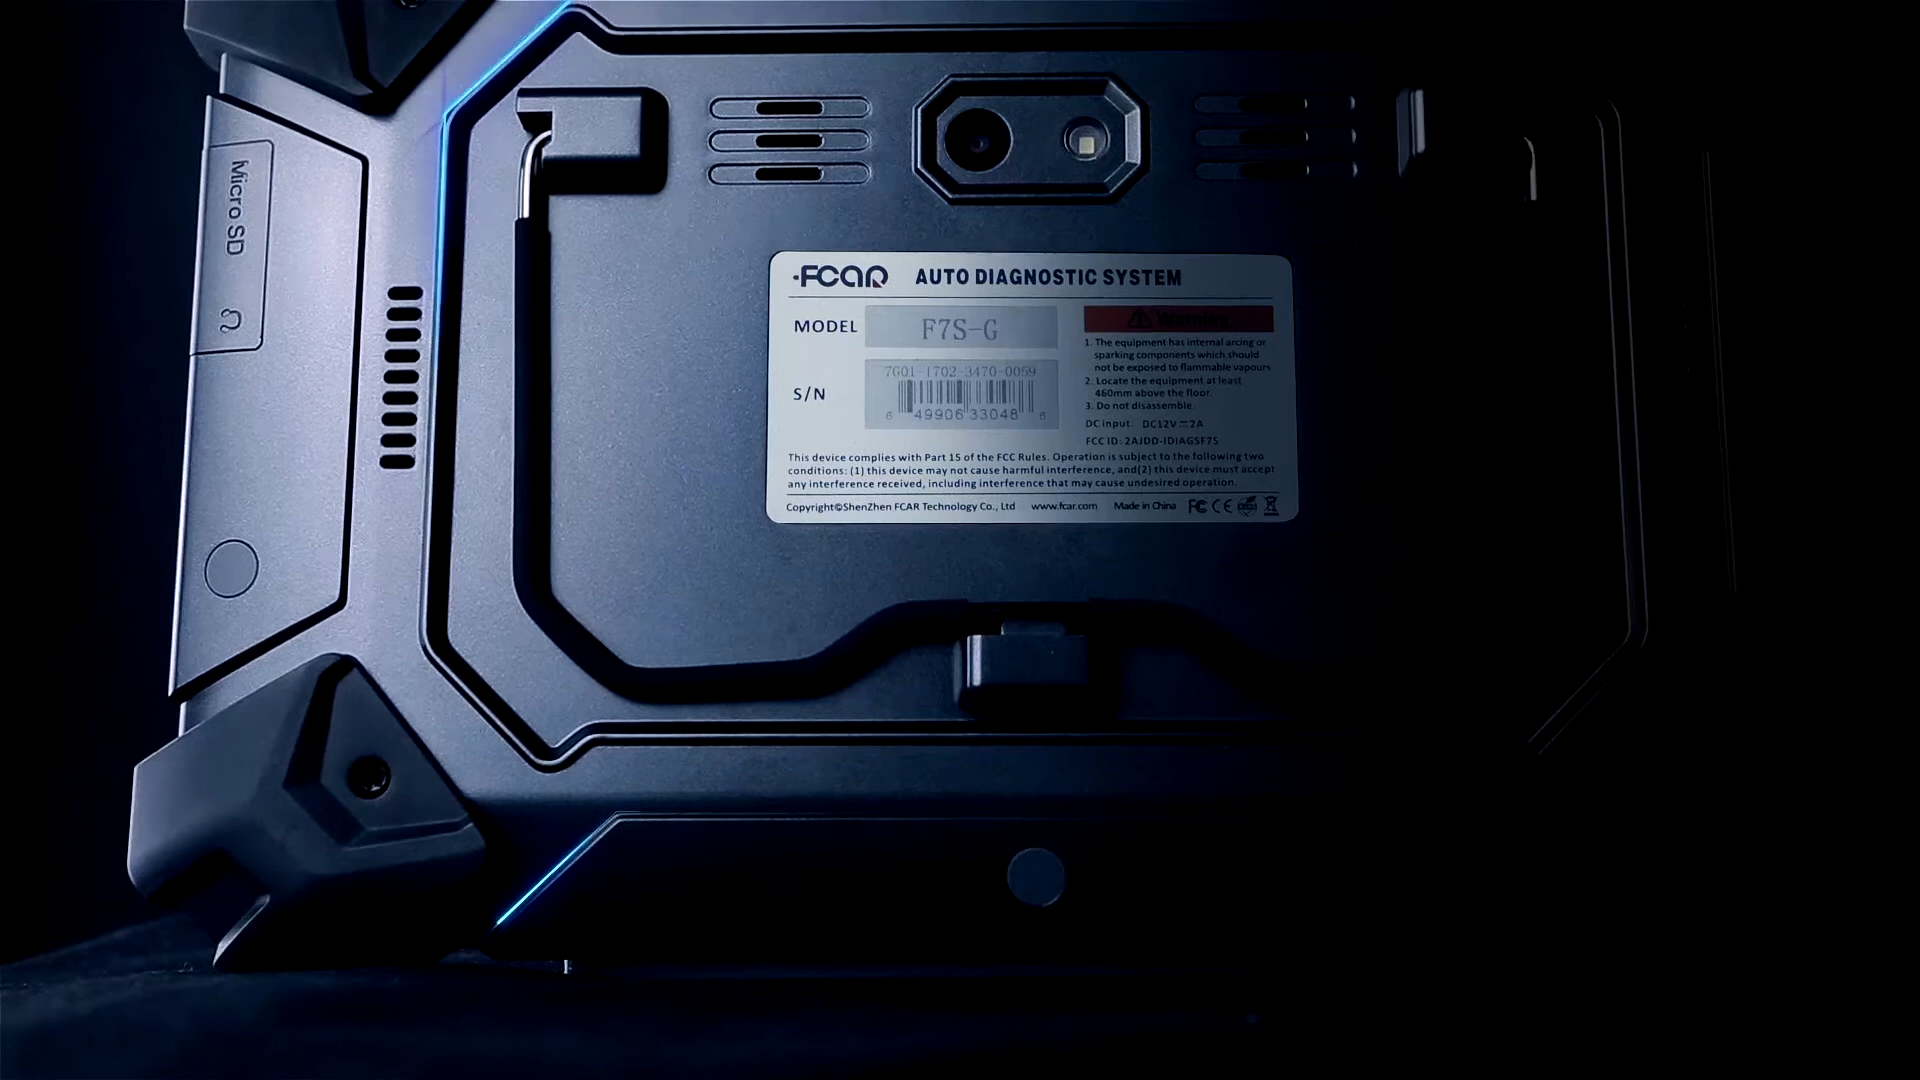 Micro SD
FCAR AUTO DIAGNOSTIC SYSTEM
MODEL F7S-G
S/N 7G01-1702-3470-0059
6 49906 33048 6
Warning
1. The equipment has internal arcing or
sparking components which should
not be exposed to flammable vapours
2. Locate the equipment at least
460mm above the floor.
3. Do not disassemble.
DC input: DC12V⎓2A
FCC ID: 2AJDD-IDIAGSF7S
This device complies with Part 15 of the FCC Rules. Operation is subject to the following two
conditions: (1) this device may not cause harmful interference, and(2) this device must accept
any interference received, including interference that may cause undesired operation.
Copyright©ShenZhen FCAR Technology Co., Ltd www.fcar.com Made in China FC CE